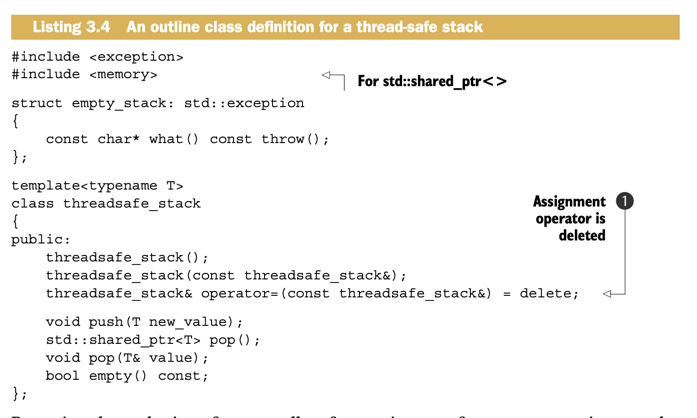 Listing 3.4 An outline class definition for a thread-safe stack
#include <exception>
#include <memory>
For std::shared_ptr<>
struct empty_stack: std::exception
{
    const char* what() const throw();
};
template<typename T>
class threadsafe_stack
{
public:
    threadsafe_stack();
    threadsafe_stack(const threadsafe_stack&);
    threadsafe_stack& operator=(const threadsafe_stack&) = delete;
Assignment
operator is
deleted
1
    void push(T new_value);
    std::shared_ptr<T> pop();
    void pop(T& value);
    bool empty() const;
};